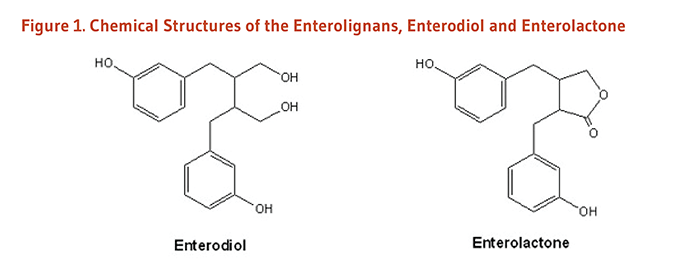 Figure 1. Chemical Structures of the Enterolignans, Enterodiol and Enterolactone
HO
OH
OH
OH
Enterodiol
HO
O
O
OH
Enterolactone